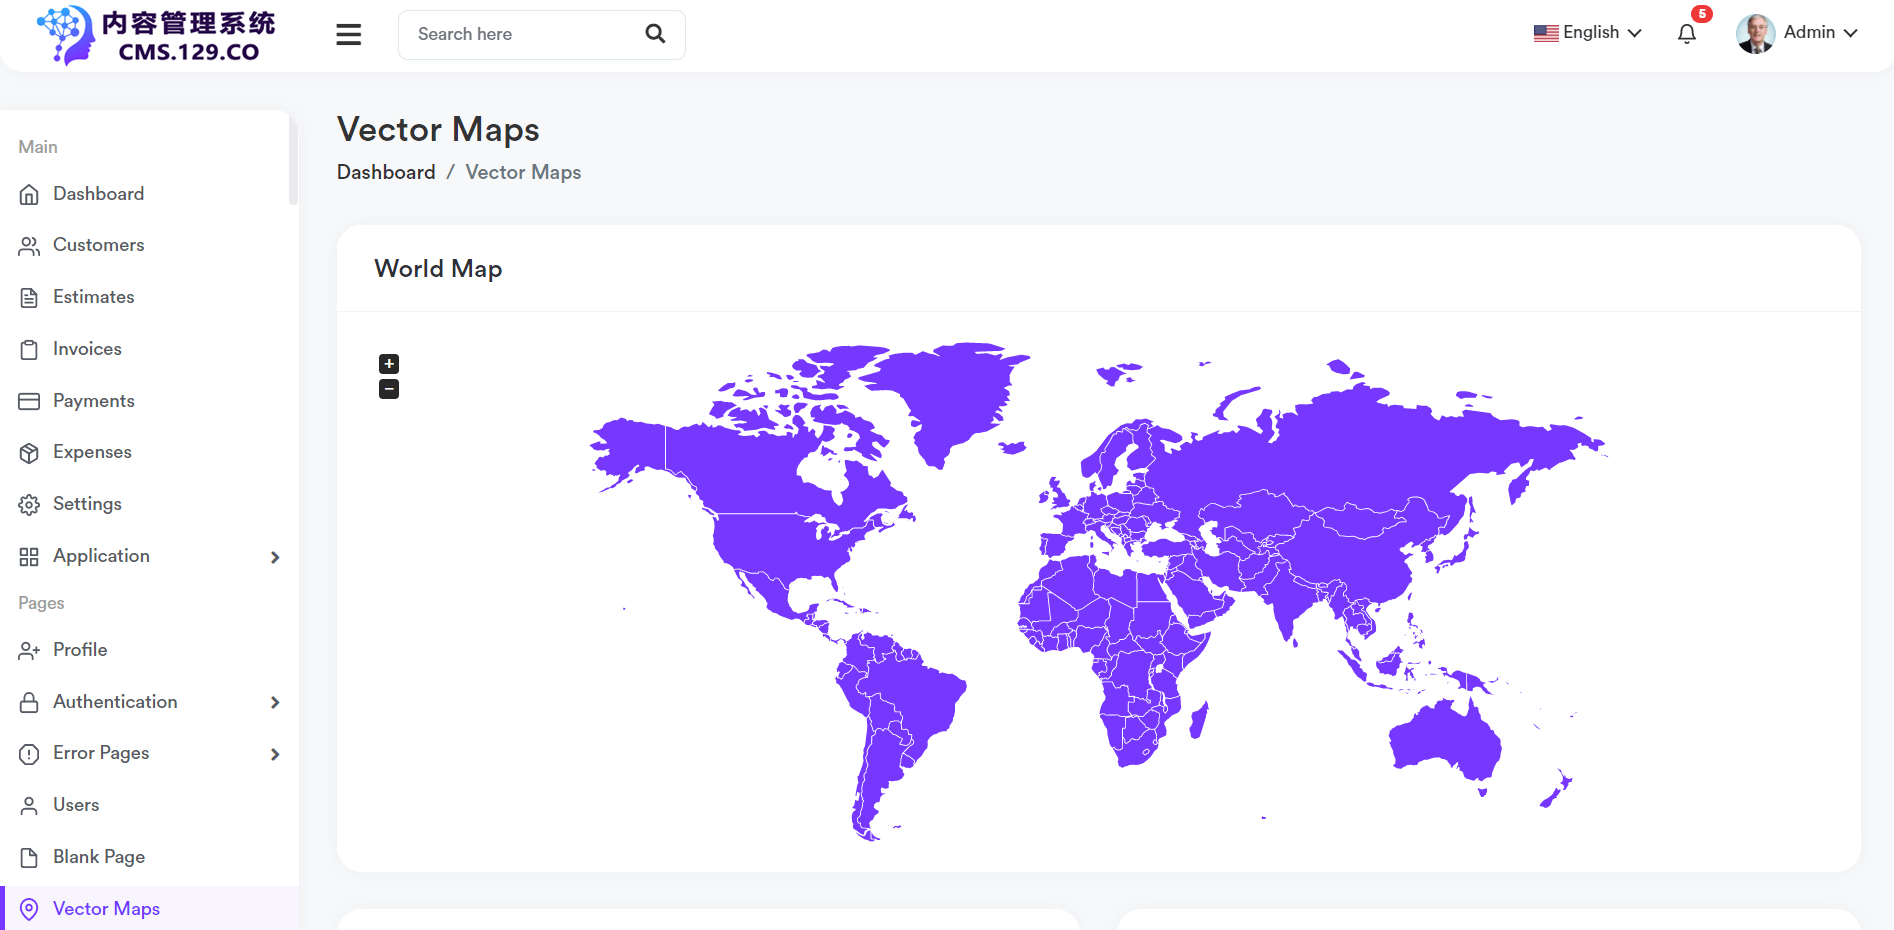 内容管理系统
CMS.129.CO
Search here
English
5
Admin
Main
Dashboard
Customers
Estimates
Invoices
Payments
Expenses
Settings
Application
Pages
Profile
Authentication
Error Pages
Users
Blank Page
Vector Maps
Vector Maps
Dashboard / Vector Maps
World Map
+
−